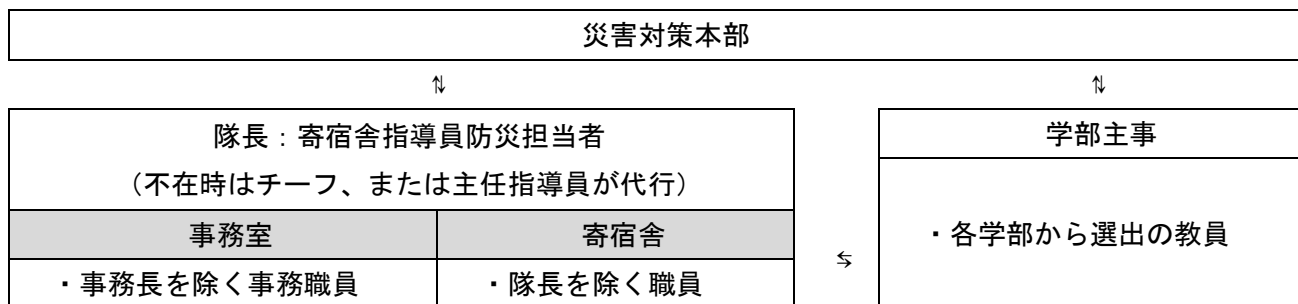 災害対策本部
⇅ ⇅
隊長：寄宿舎指導員防災担当者
（不在時はチーフ、または主任指導員が代行）
事務室 寄宿舎
・事務長を除く事務職員 ・隊長を除く職員
⇆
学部主事
・各学部から選出の教員